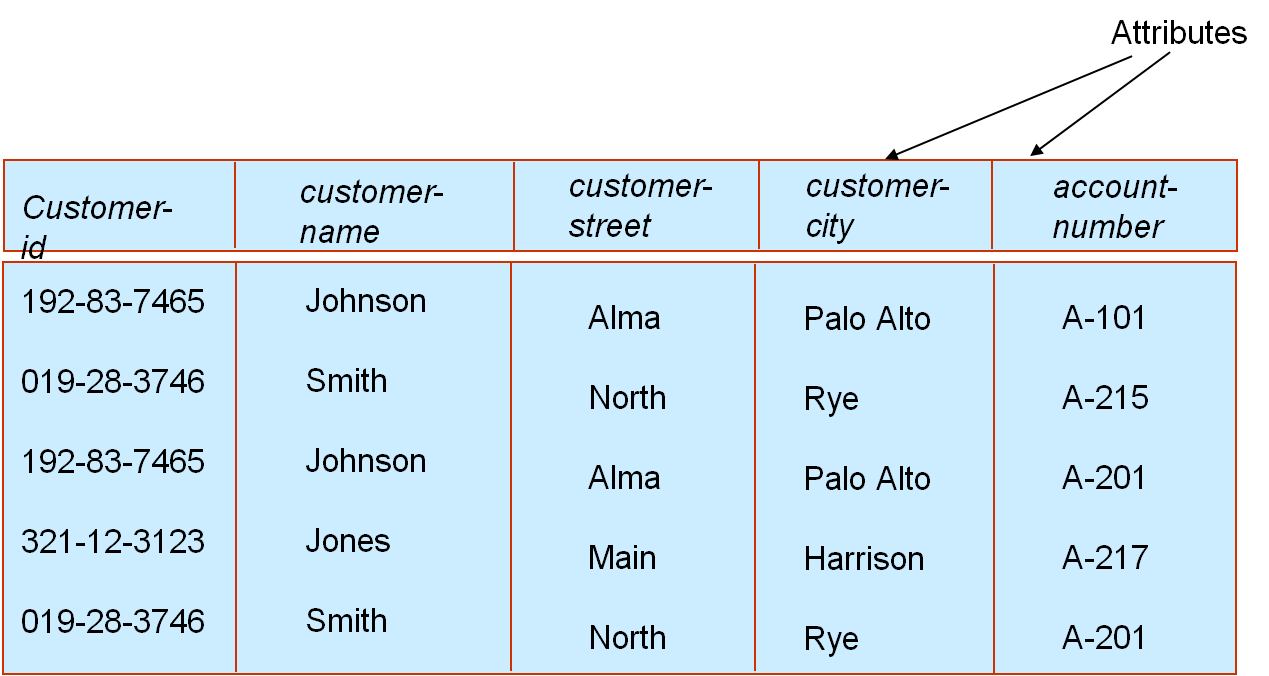 Attributes
Customer-
id
customer-
name
customer-
street
customer-
city
account-
number
192-83-7465 Johnson Alma Palo Alto A-101
019-28-3746 Smith North Rye A-215
192-83-7465 Johnson Alma Palo Alto A-201
321-12-3123 Jones Main Harrison A-217
019-28-3746 Smith North Rye A-201